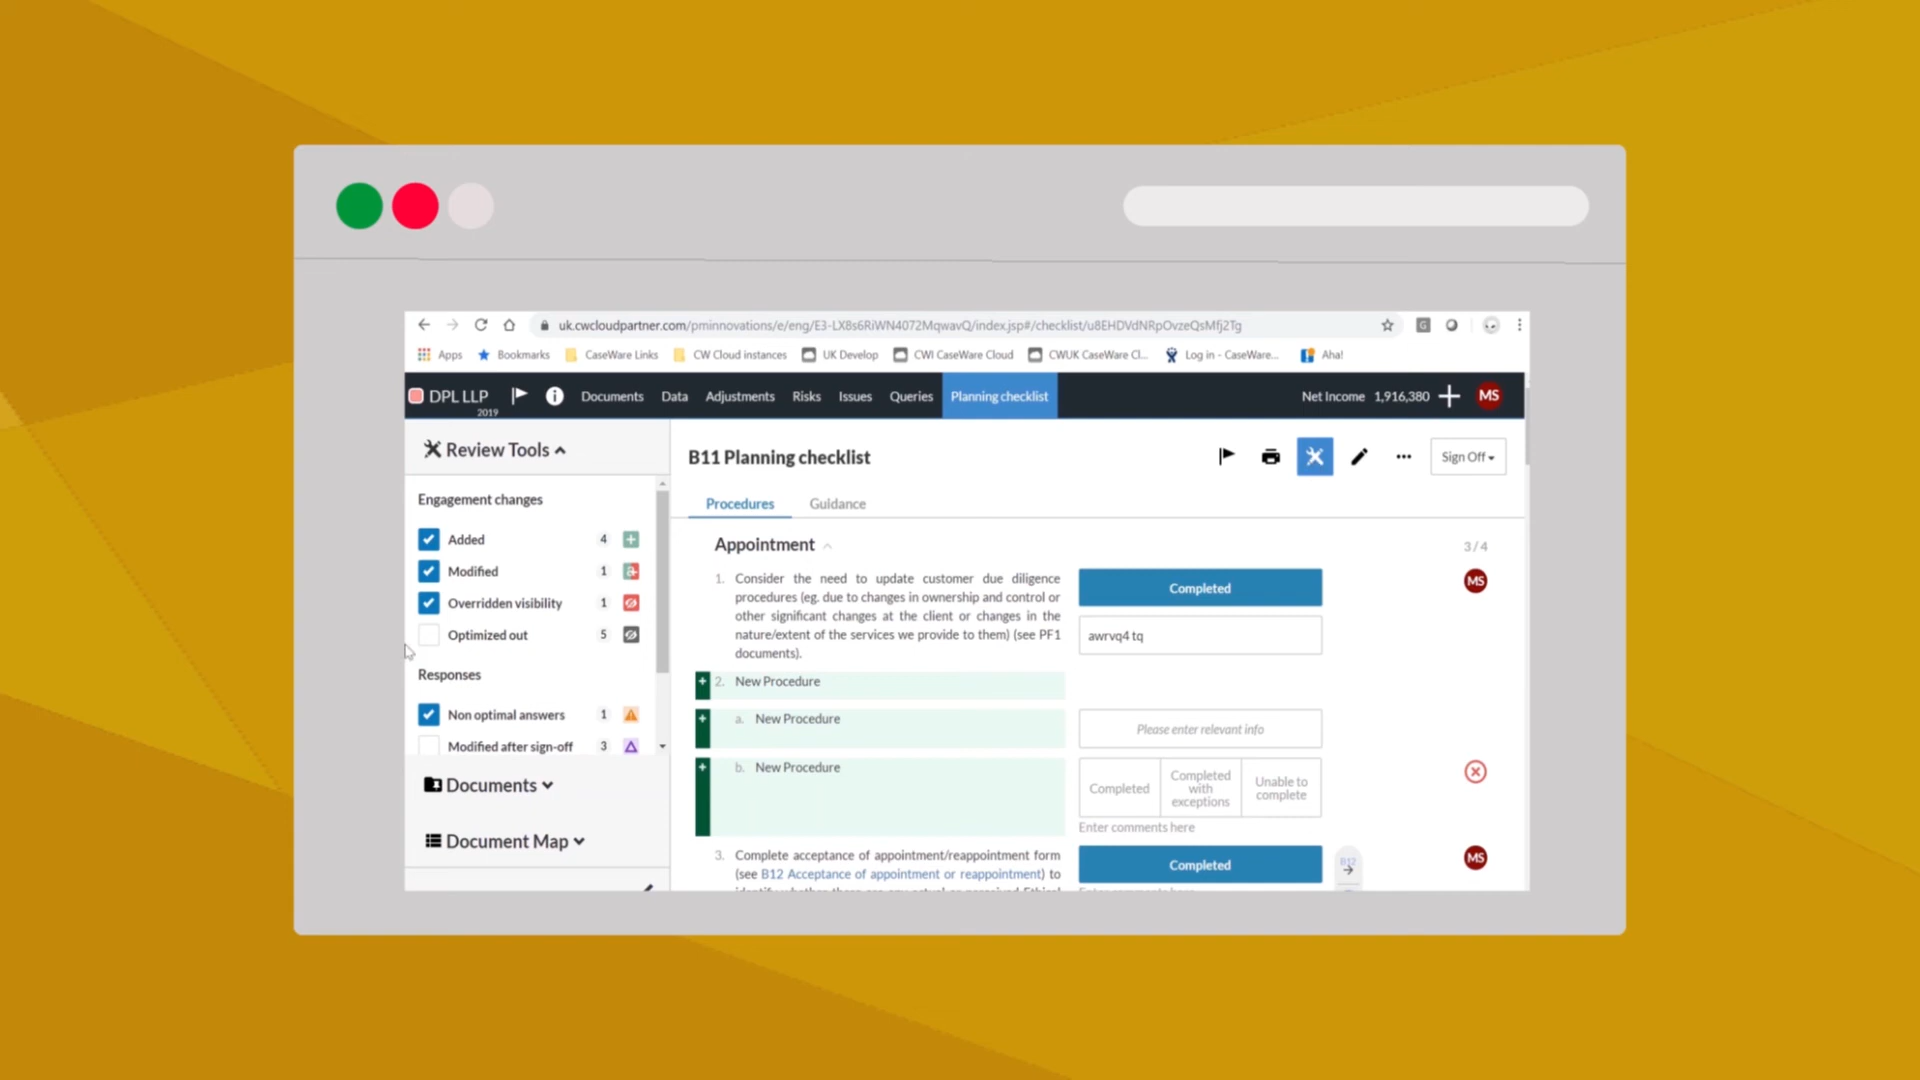 uk.cwcloudpartner.com/pminnovations/e/eng/E3-LX8s6RiWN4072MqwavQ/index.jsp#/checklist/u8EHDVdNRpOvzeQsMfj2Tg
Apps Bookmarks CaseWare Links CW Cloud instances UK Develop CWI CaseWare Cloud CWUK CaseWare Cl... Log in - CaseWare... Aha!
DPL LLP Documents Data Adjustments Risks Issues Queries Planning checklist Net Income 1,916,380 MS
2019
Review Tools
Engagement changes
Added 4
Modified 1
Overridden visibility 1
Optimized out 5
Responses
Non optimal answers 1
Modified after sign-off 3
Documents
Document Map
B11 Planning checklist
Sign Off
Procedures Guidance
Appointment
3 / 4
1. Consider the need to update customer due diligence
procedures (eg. due to changes in ownership and control or
other significant changes at the client or changes in the
nature/extent of the services we provide to them) (see PF1
documents).
Completed
MS
awrvq4 tq
2. New Procedure
a. New Procedure
Please enter relevant info
b. New Procedure
Completed
Completed
with
exceptions
Unable to
complete
Enter comments here
3. Complete acceptance of appointment/reappointment form
(see B12 Acceptance of appointment or reappointment) to
Completed
B12
MS